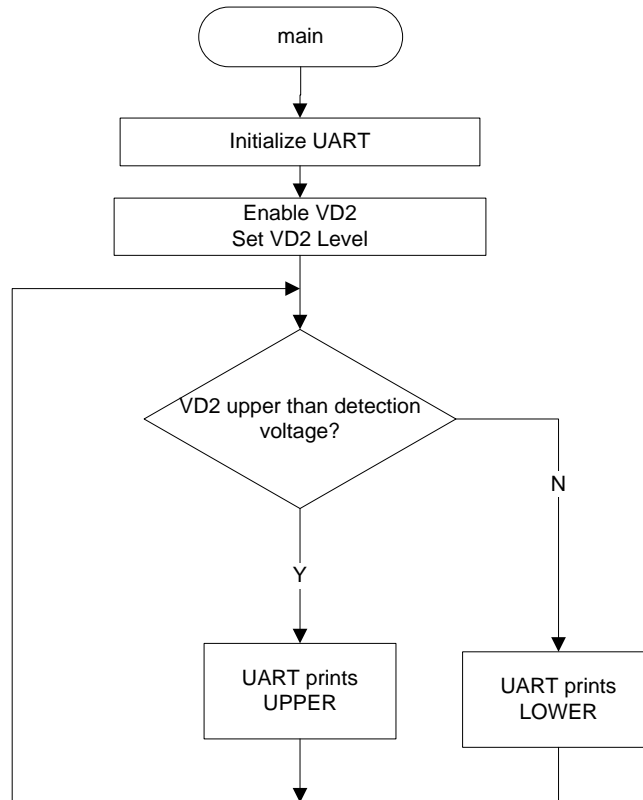 main
Initialize UART
Enable VD2
Set VD2 Level
VD2 upper than detection
voltage?
N
Y
UART prints
UPPER
UART prints
LOWER